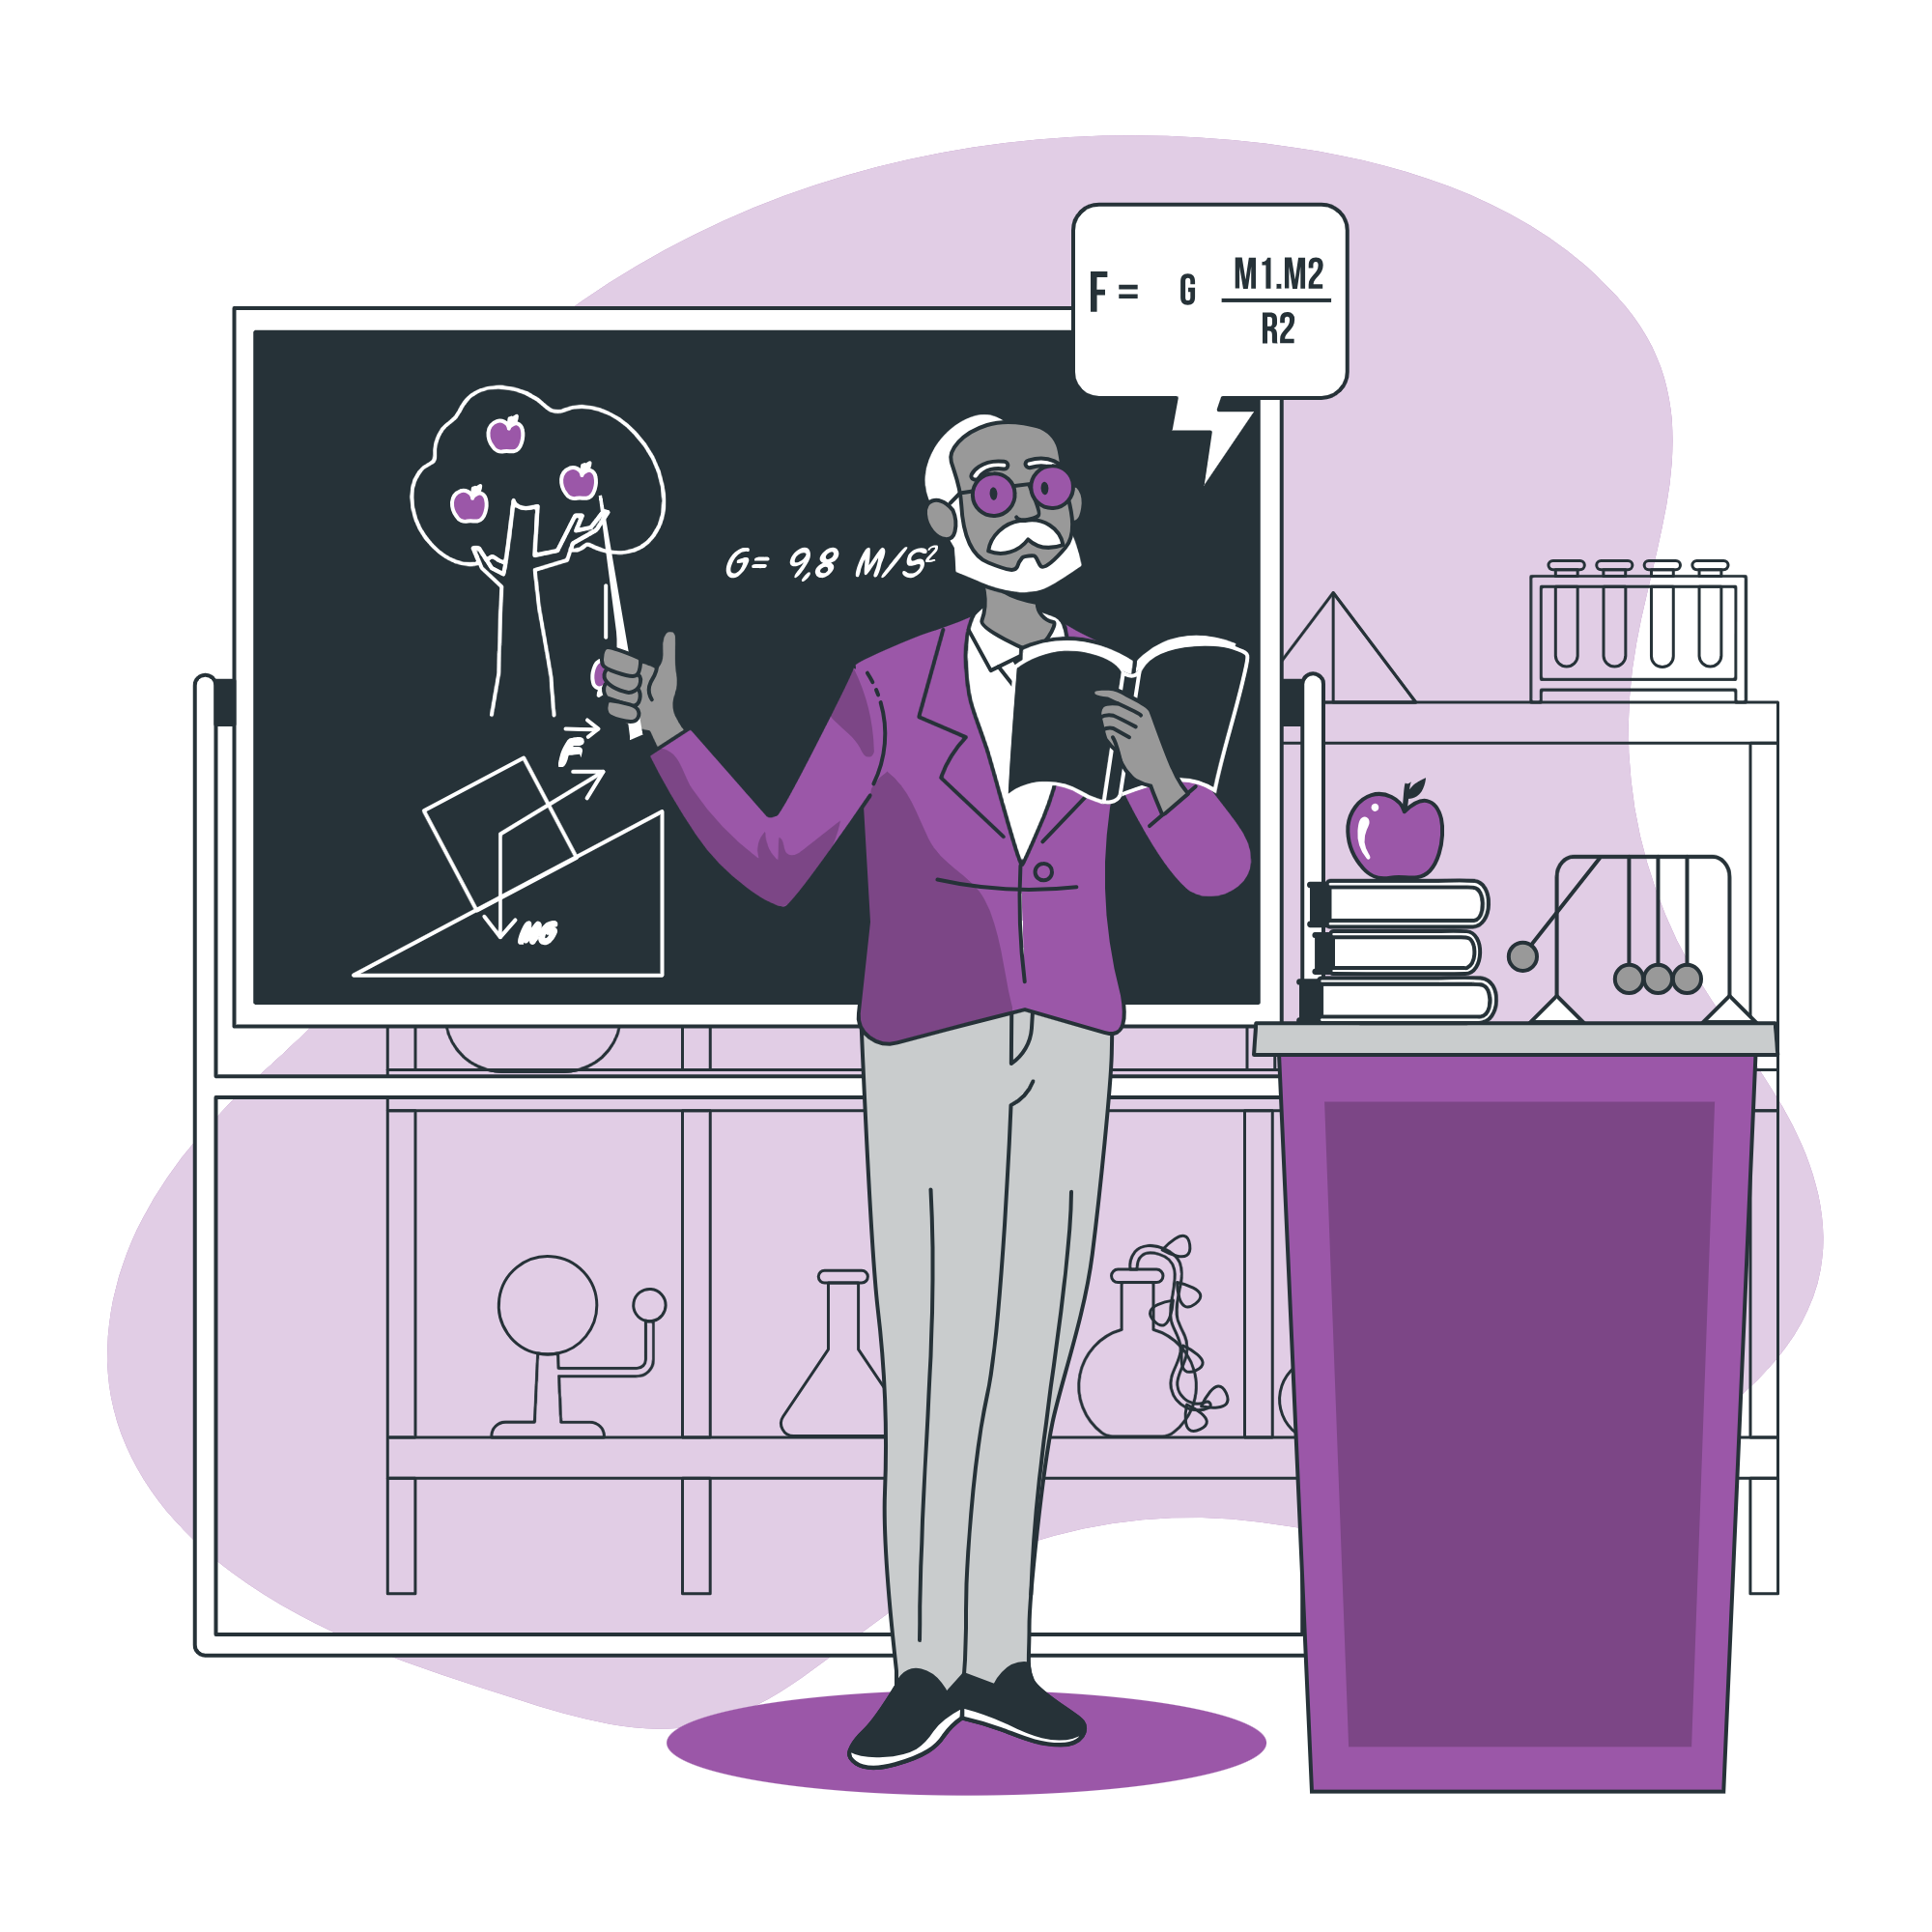 F = G M1.M2
R2
G= 9,8 M/S²
F
MG